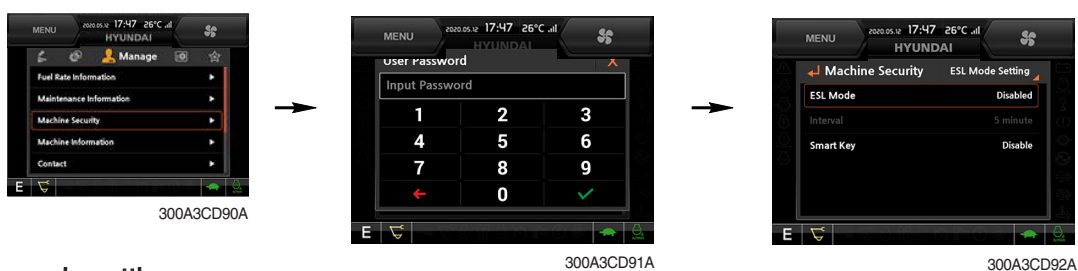 MENU
2020.05.12 17:47 26°C
HYUNDAI
Manage
Fuel Rate Information
Maintenance Information
Machine Security
Machine Information
Contact
E
300A3CD90A
MENU
2020.05.12 17:47 26°C
HYUNDAI
User Password X
Input Password
1 2 3
4 5 6
7 8 9
0
E
300A3CD91A
MENU
2020.05.12 17:47 26°C
HYUNDAI
Machine Security ESL Mode Setting
ESL Mode Disabled
Interval 5 minute
Smart Key Disable
E
300A3CD92A